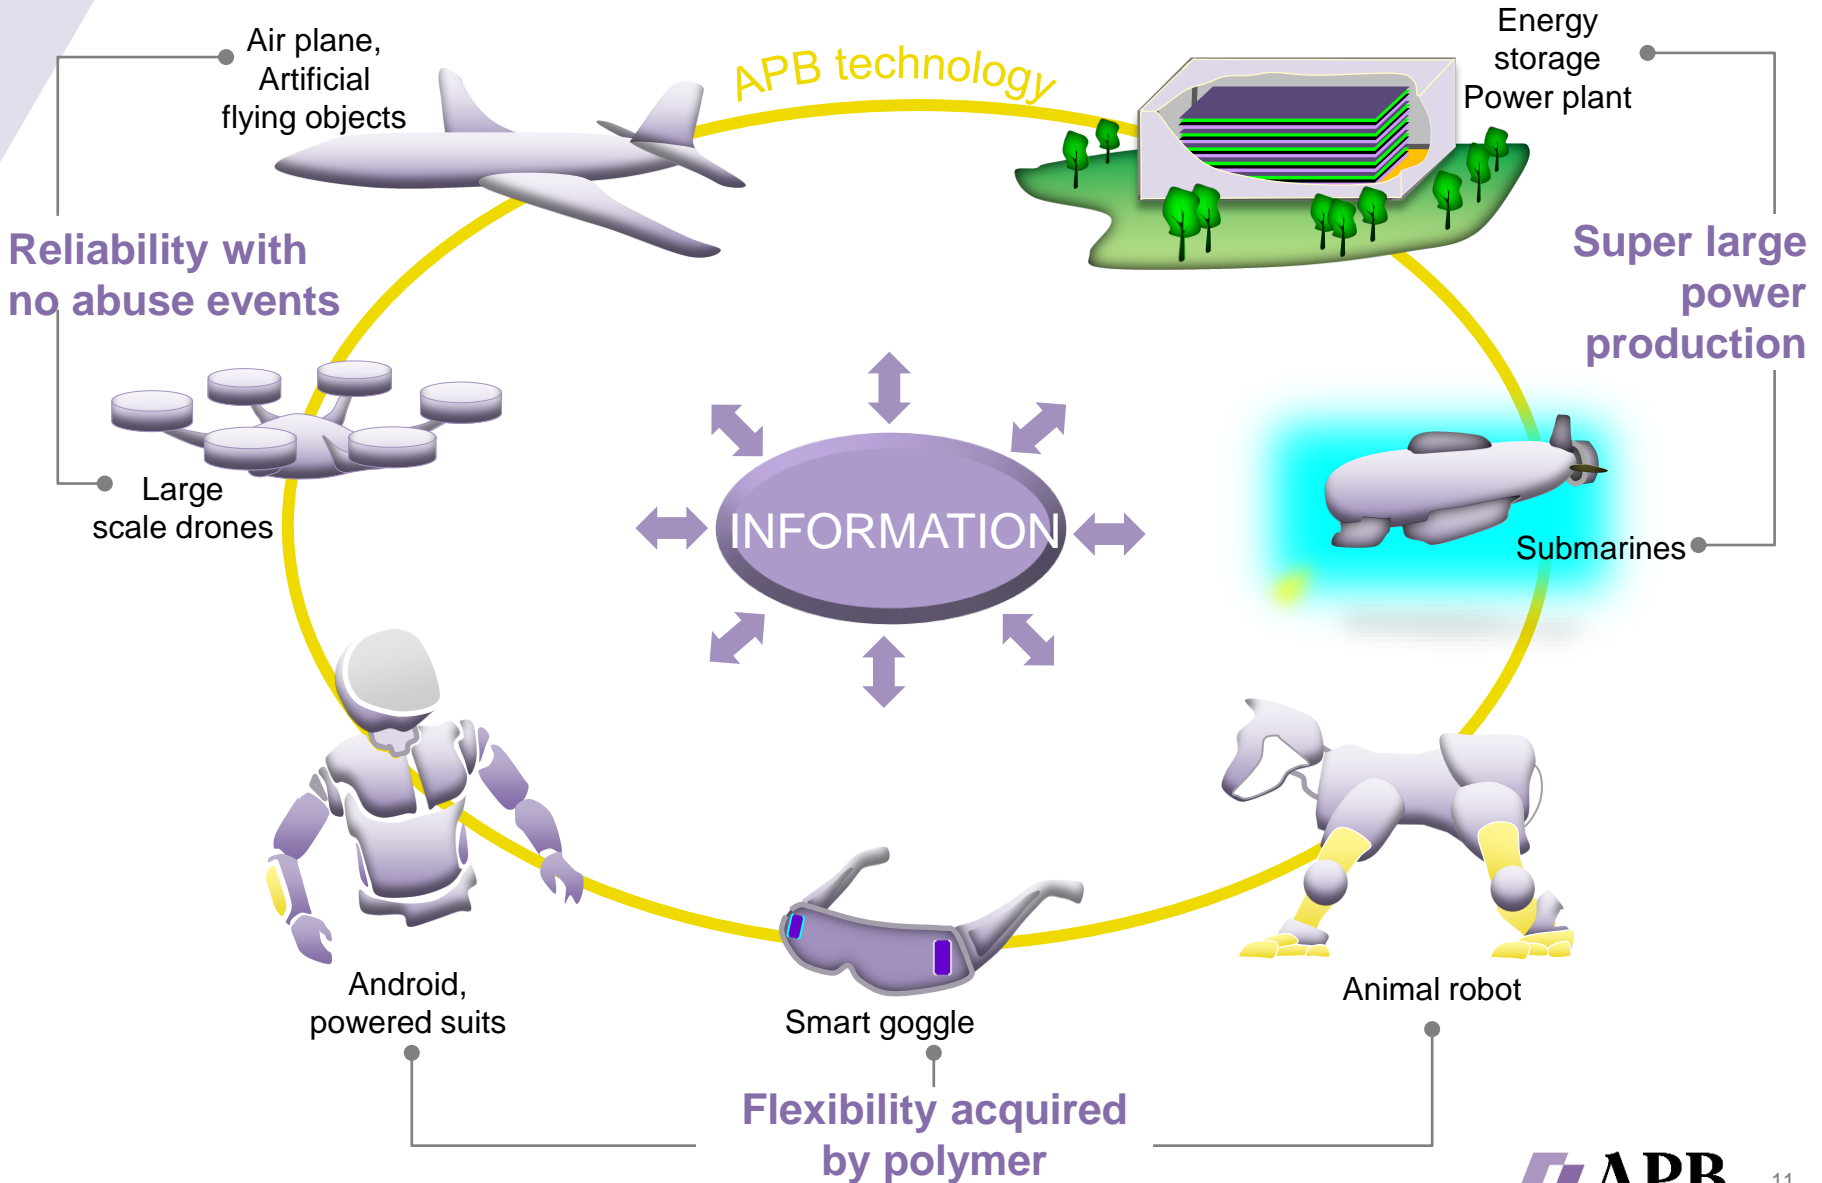 Air plane,
Artificial
flying objects
APB technology
Energy
storage
Power plant
Reliability with
no abuse events
Super large
power
production
INFORMATION
Large
scale drones
Submarines
Android,
powered suits
Smart goggle
Animal robot
Flexibility acquired
by polymer
APB
11